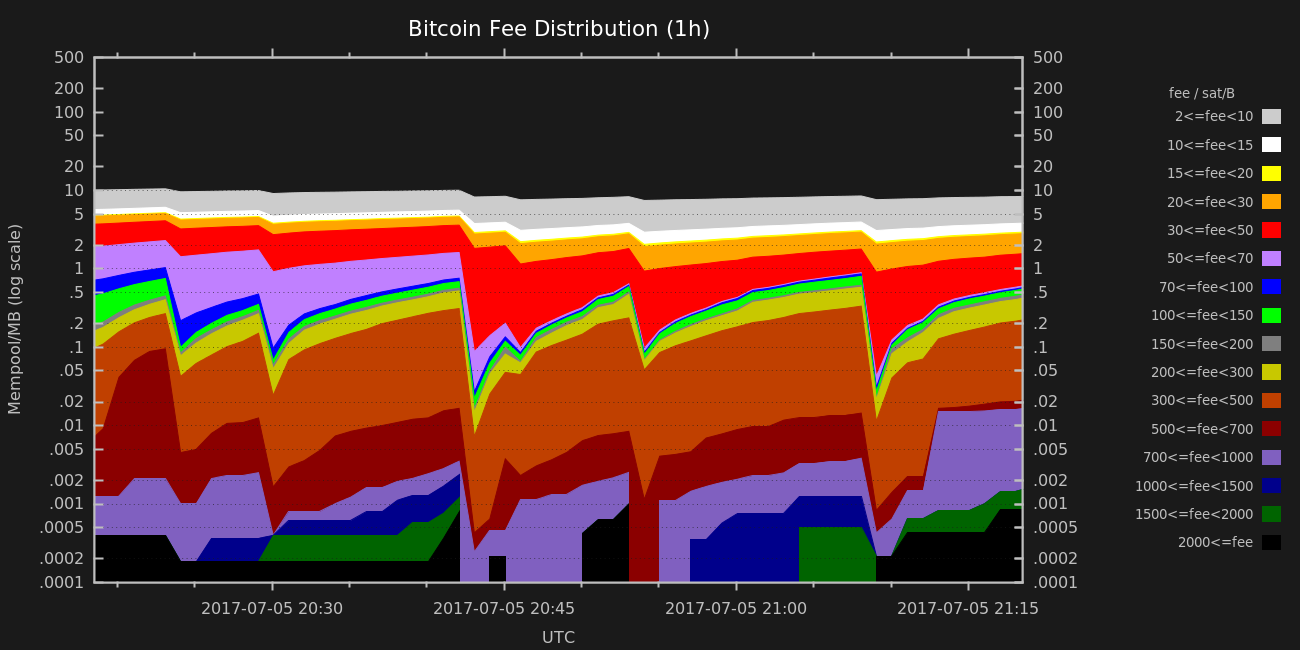 Bitcoin Fee Distribution (1h)
Mempool/MB (log scale)
500
200
100
50
20
10
5
2
1
.5
.2
.1
.05
.02
.01
.005
.002
.001
.0005
.0002
.0001
500
200
100
50
20
10
5
2
1
.5
.2
.1
.05
.02
.01
.005
.002
.001
.0005
.0002
.0001
2017-07-05 20:30
2017-07-05 20:45
2017-07-05 21:00
2017-07-05 21:15
UTC
fee / sat/B
2<=fee<10
10<=fee<15
15<=fee<20
20<=fee<30
30<=fee<50
50<=fee<70
70<=fee<100
100<=fee<150
150<=fee<200
200<=fee<300
300<=fee<500
500<=fee<700
700<=fee<1000
1000<=fee<1500
1500<=fee<2000
2000<=fee